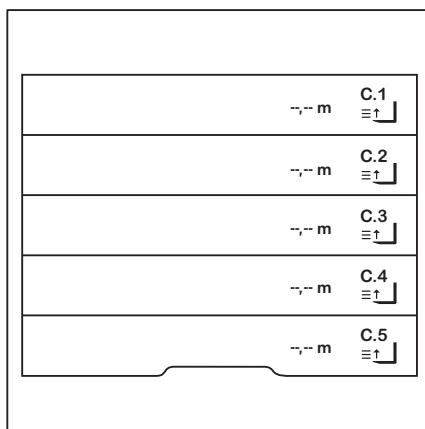 --,-- m C.1
--,-- m C.2
--,-- m C.3
--,-- m C.4
--,-- m C.5